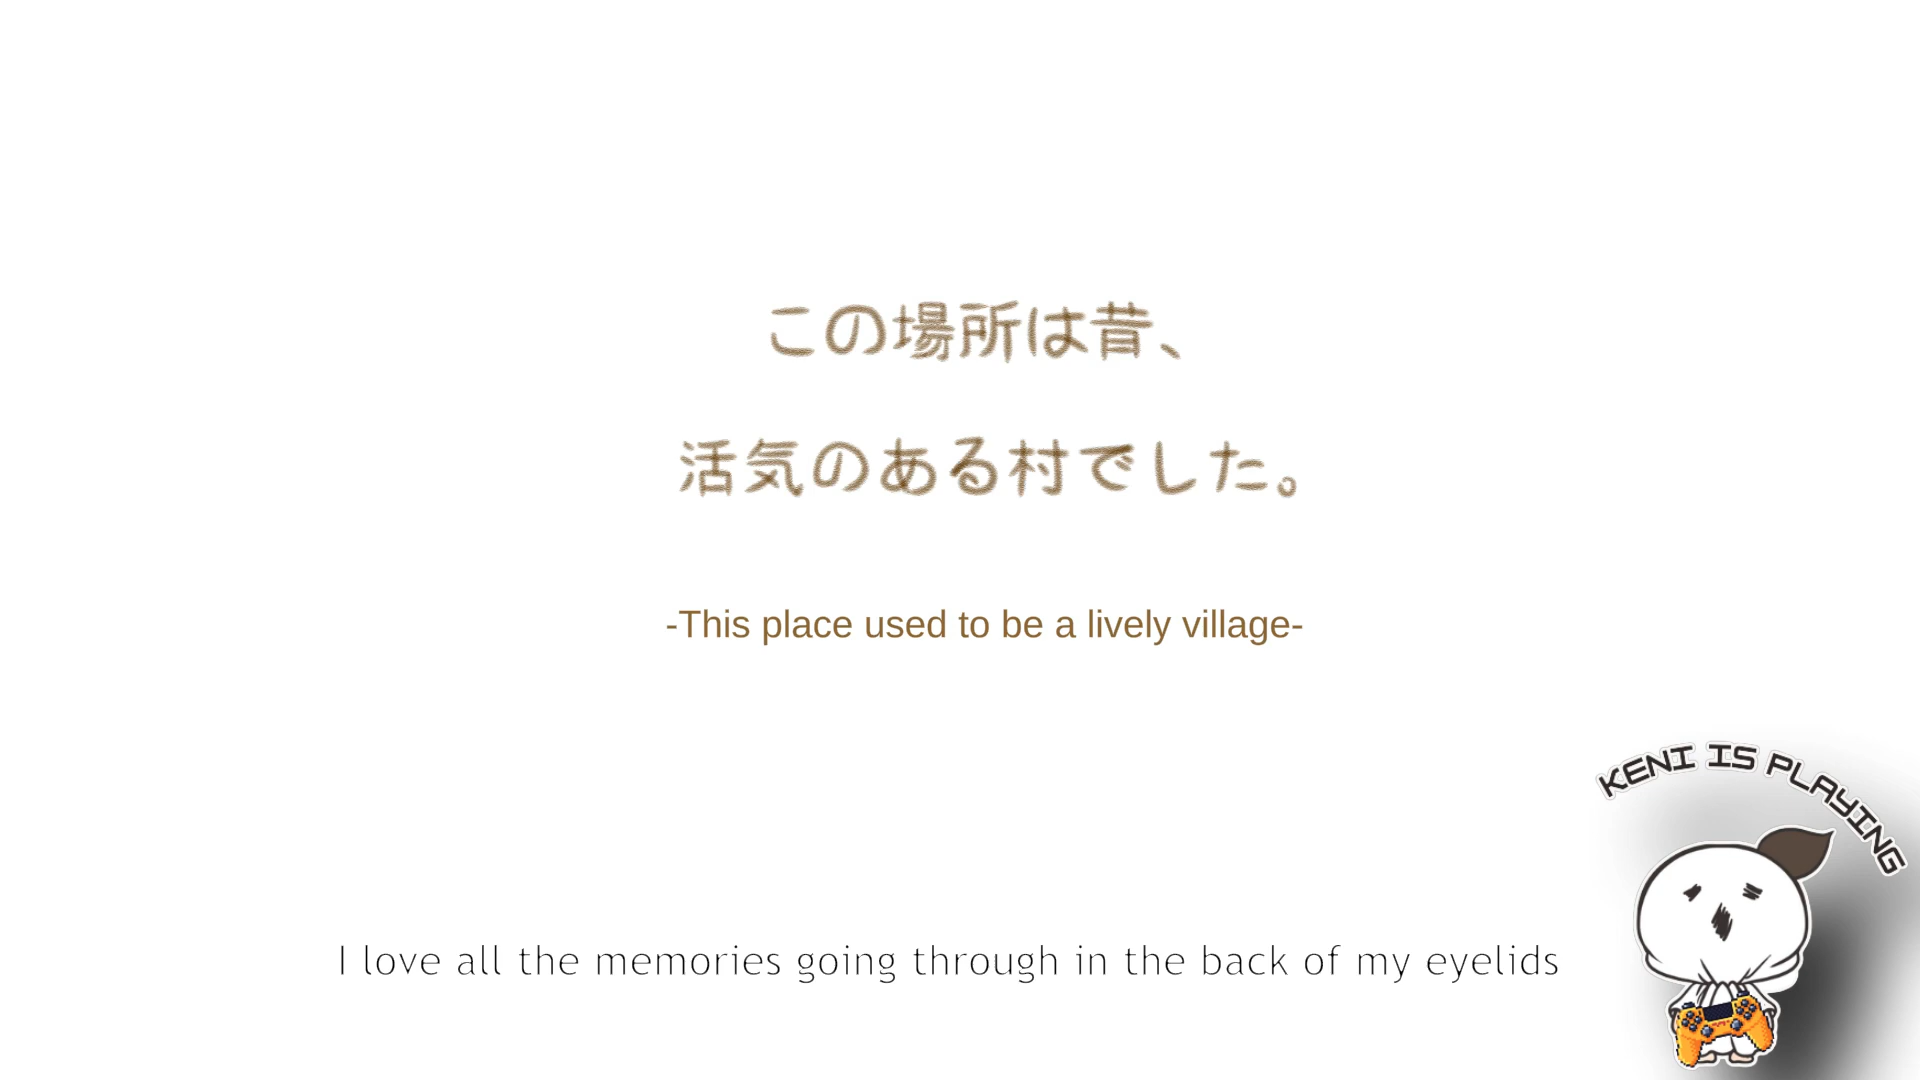 この場所は昔、
活気のある村でした。
-This place used to be a lively village-
KENI IS PLAYING
I love all the memories going through in the back of my eyelids